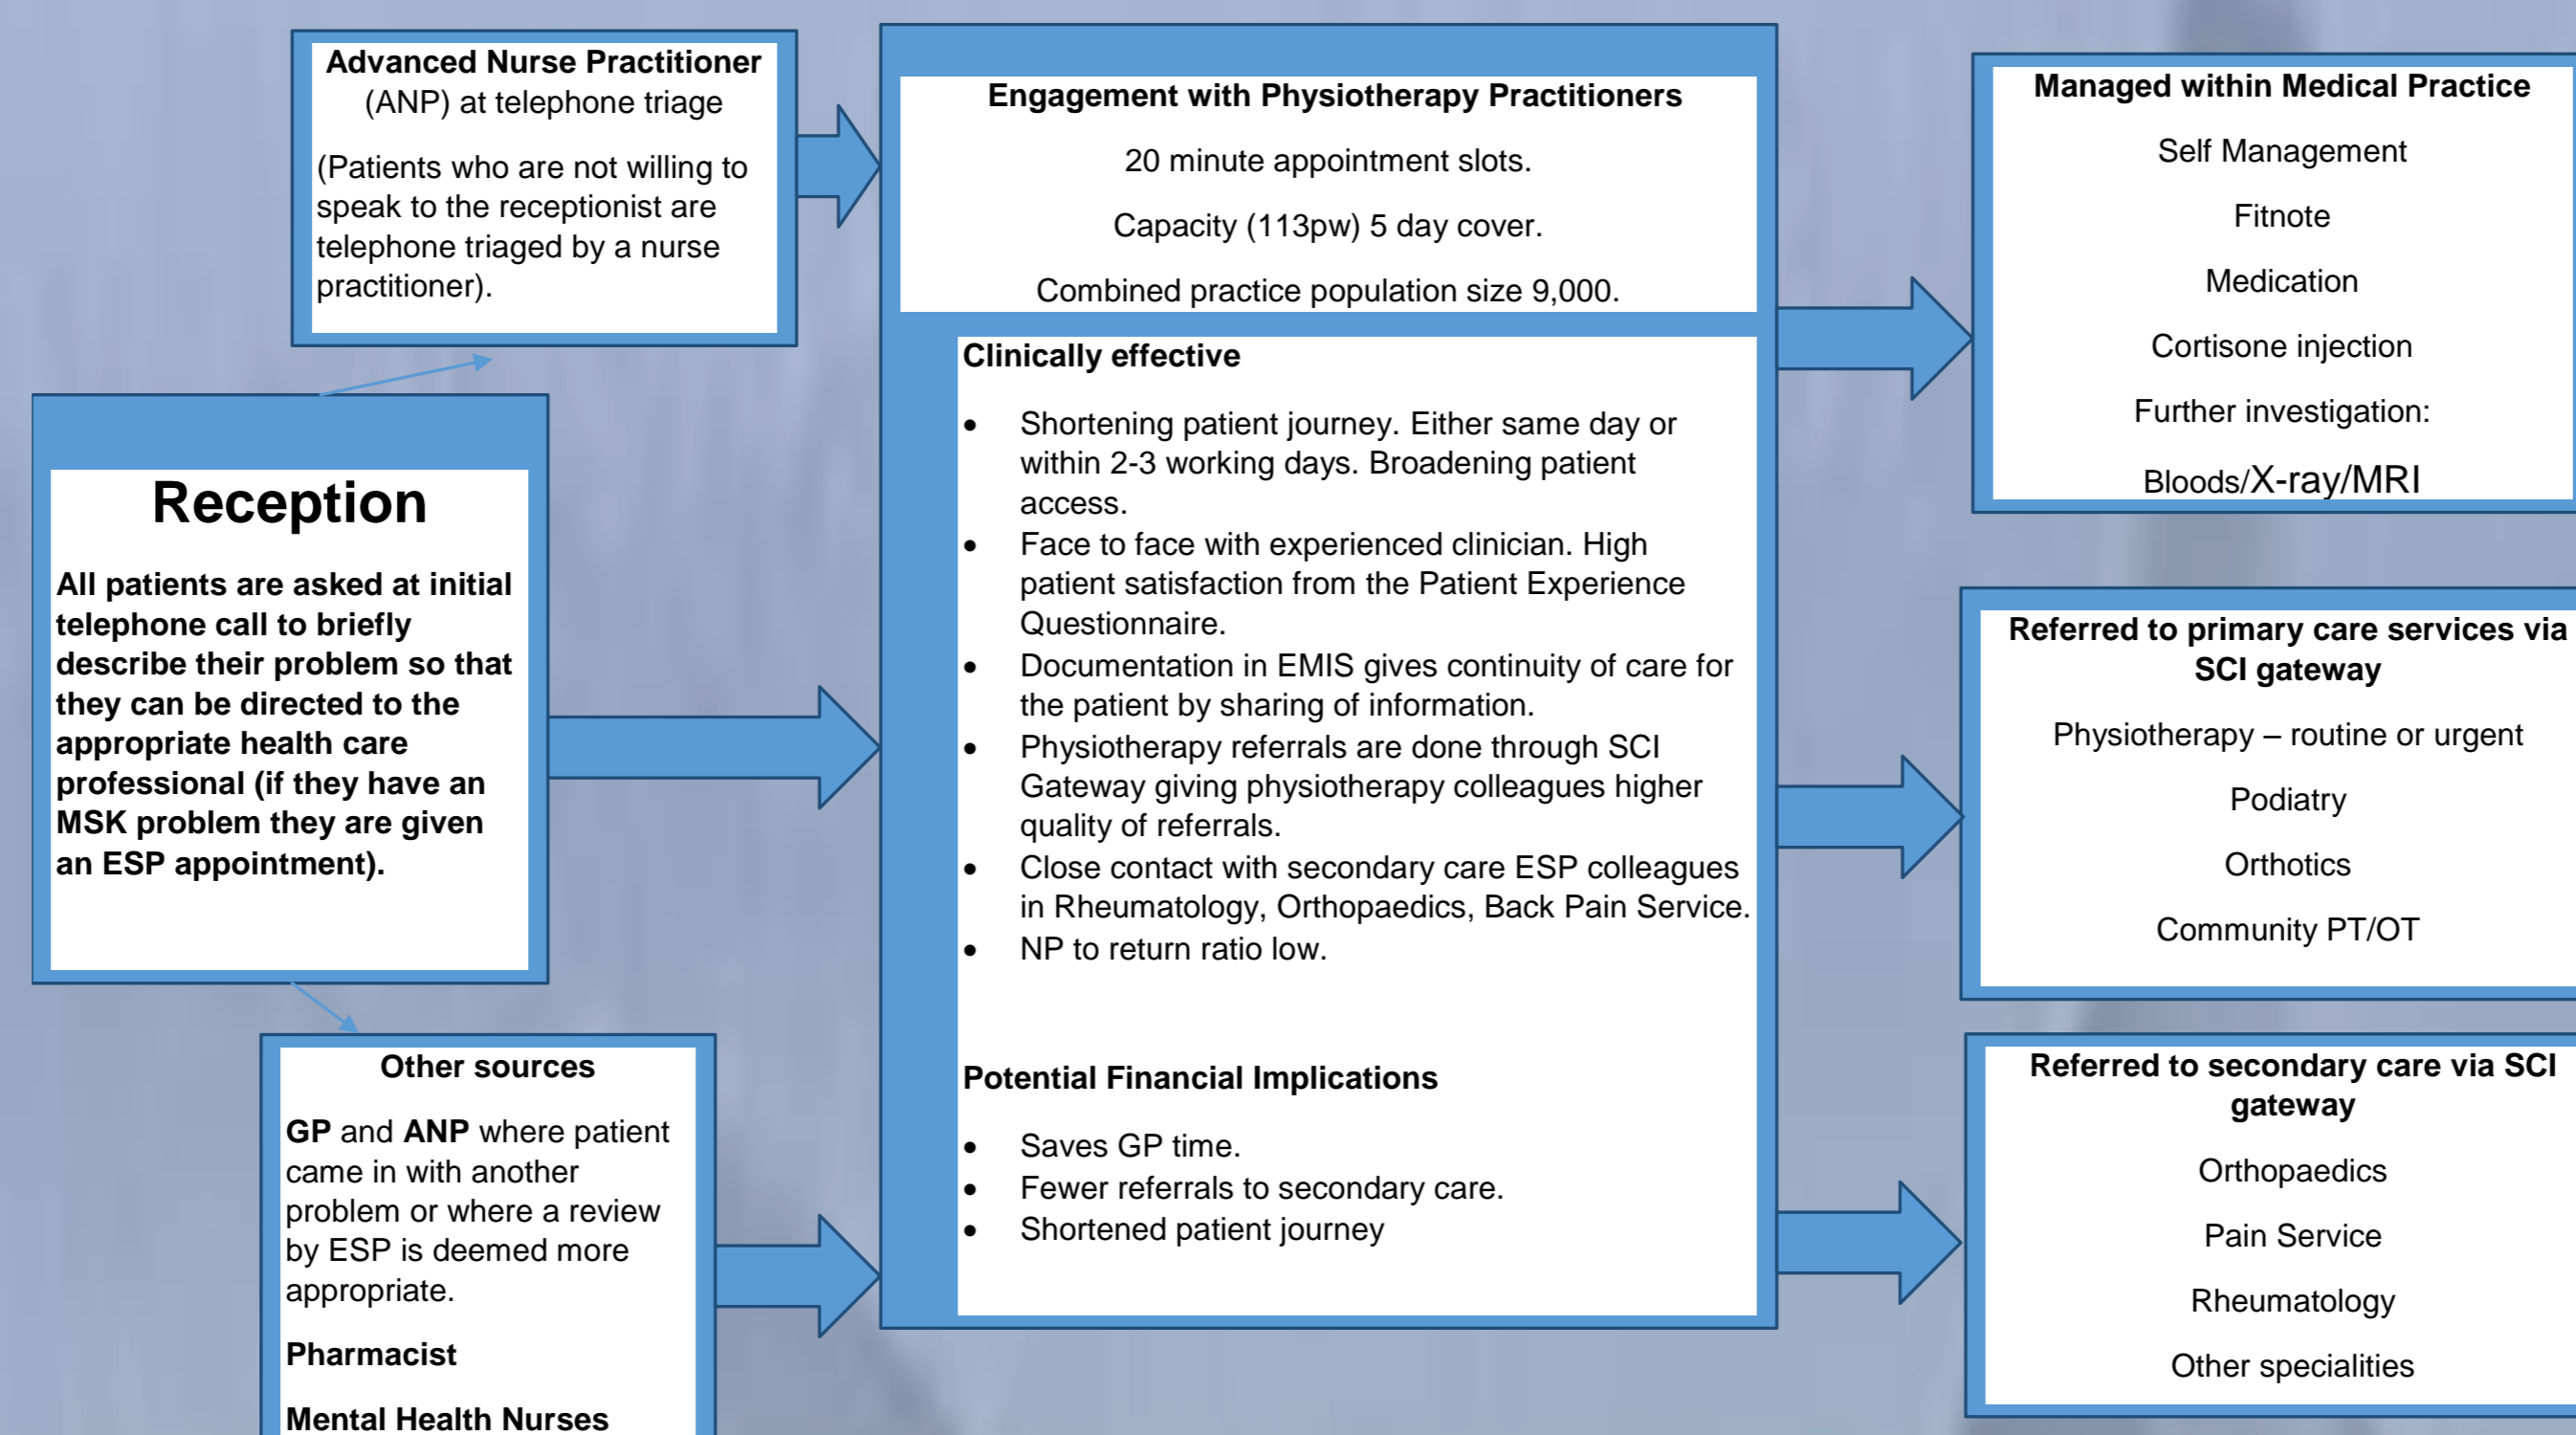 Advanced Nurse Practitioner
(ANP) at telephone triage
(Patients who are not willing to
speak to the receptionist are
telephone triaged by a nurse
practitioner).
Reception
All patients are asked at initial
telephone call to briefly
describe their problem so that
they can be directed to the
appropriate health care
professional (if they have an
MSK problem they are given
an ESP appointment).
Other sources
GP and ANP where patient
came in with another
problem or where a review
by ESP is deemed more
appropriate.
Pharmacist
Mental Health Nurses
Engagement with Physiotherapy Practitioners
20 minute appointment slots.
Capacity (113pw) 5 day cover.
Combined practice population size 9,000.
Clinically effective
• Shortening patient journey. Either same day or
within 2-3 working days. Broadening patient
access.
• Face to face with experienced clinician. High
patient satisfaction from the Patient Experience
Questionnaire.
• Documentation in EMIS gives continuity of care for
the patient by sharing of information.
• Physiotherapy referrals are done through SCI
Gateway giving physiotherapy colleagues higher
quality of referrals.
• Close contact with secondary care ESP colleagues
in Rheumatology, Orthopaedics, Back Pain Service.
• NP to return ratio low.
Potential Financial Implications
• Saves GP time.
• Fewer referrals to secondary care.
• Shortened patient journey
Managed within Medical Practice
Self Management
Fitnote
Medication
Cortisone injection
Further investigation:
Bloods/X-ray/MRI
Referred to primary care services via
SCI gateway
Physiotherapy – routine or urgent
Podiatry
Orthotics
Community PT/OT
Referred to secondary care via SCI
gateway
Orthopaedics
Pain Service
Rheumatology
Other specialities